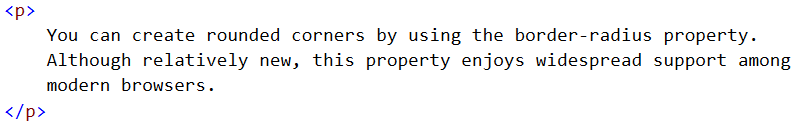 <p>
You can create rounded corners by using the border-radius property.
Although relatively new, this property enjoys widespread support among
modern browsers.
</p>